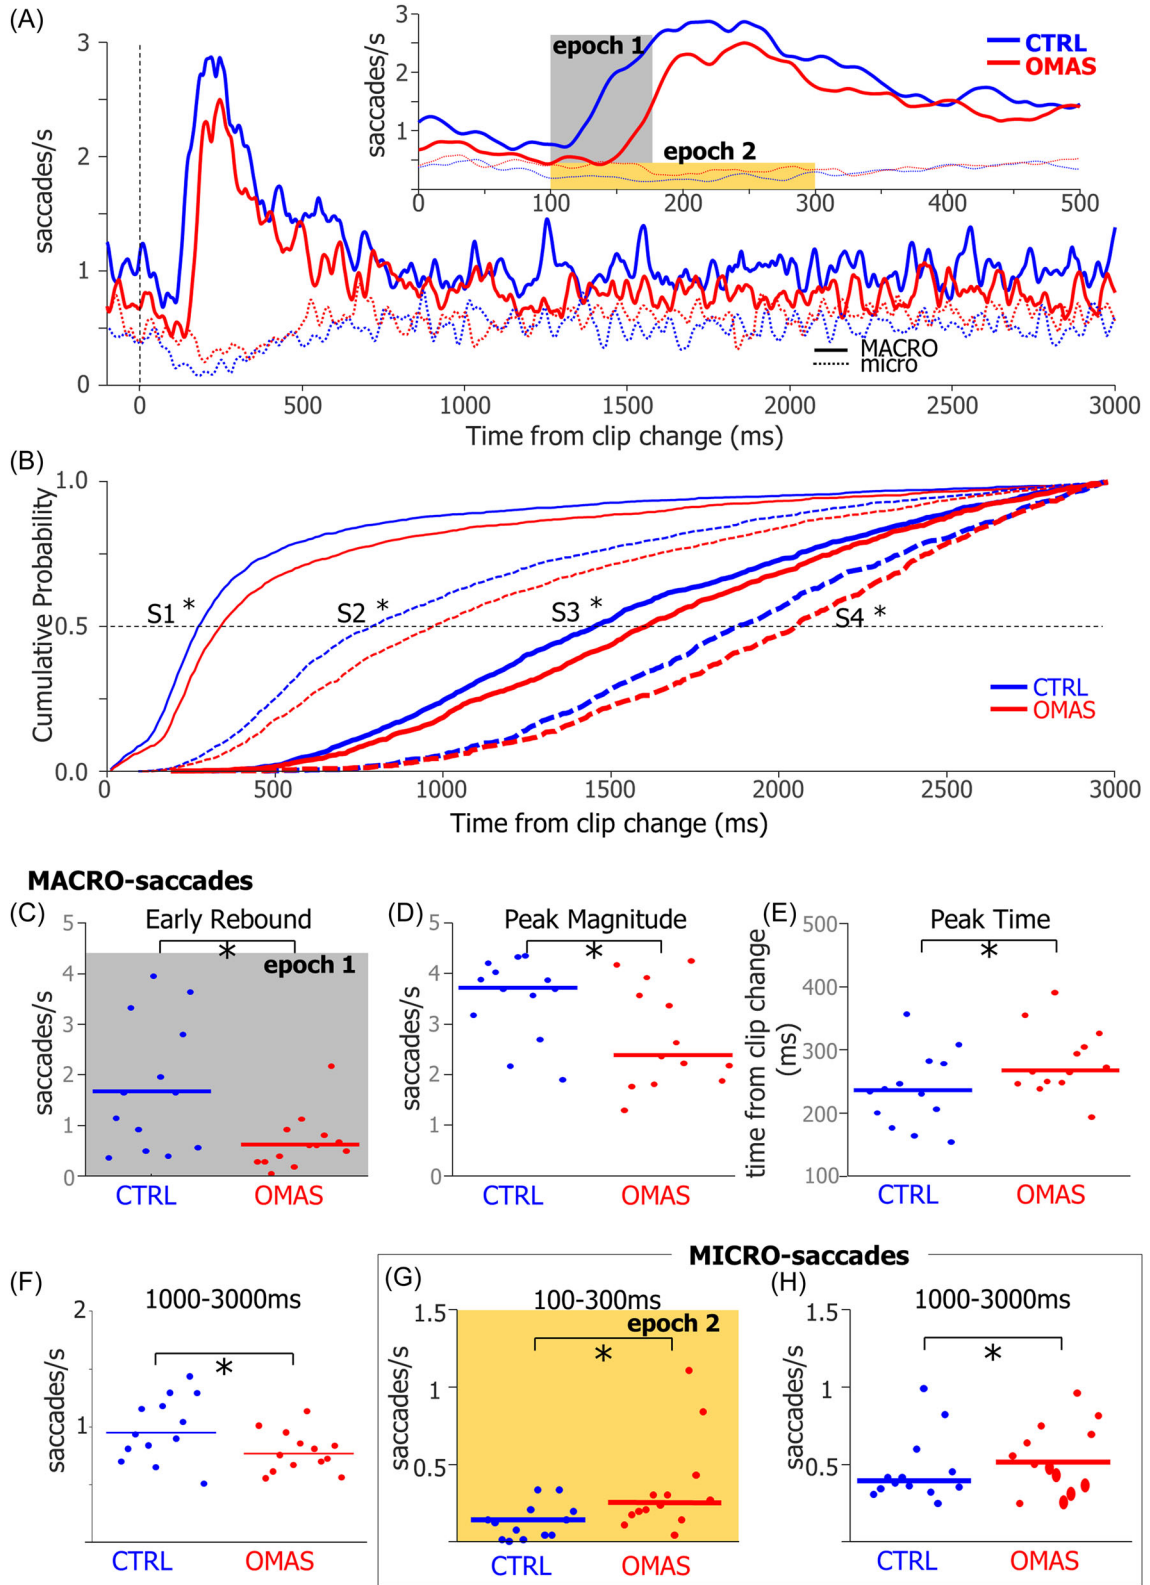 (A)
saccades/s
3
2
1
0
0
500
1000
1500
2000
2500
3000
Time from clip change (ms)
MACRO
micro
saccades/s
3
2
1
0
100
200
300
400
500
epoch 1
epoch 2
CTRL
OMAS
(B)
Cumulative Probability
1.0
0.5
0.0
S1 *
S2 *
S3 *
S4 *
CTRL
OMAS
0
500
1000
1500
2000
2500
3000
Time from clip change (ms)
MACRO-saccades
(C)
Early Rebound
*
epoch 1
saccades/s
5
4
3
2
1
0
CTRL
OMAS
(D)
Peak Magnitude
*
saccades/s
5
4
3
2
1
0
CTRL
OMAS
(E)
Peak Time
*
time from clip change
(ms)
500
400
300
200
100
CTRL
OMAS
(F)
1000-3000ms
*
saccades/s
2
1
CTRL
OMAS
MICRO-saccades
(G)
100-300ms
epoch 2
*
saccades/s
1.5
1
0.5
CTRL
OMAS
(H)
1000-3000ms
*
saccades/s
1.5
1
0.5
CTRL
OMAS